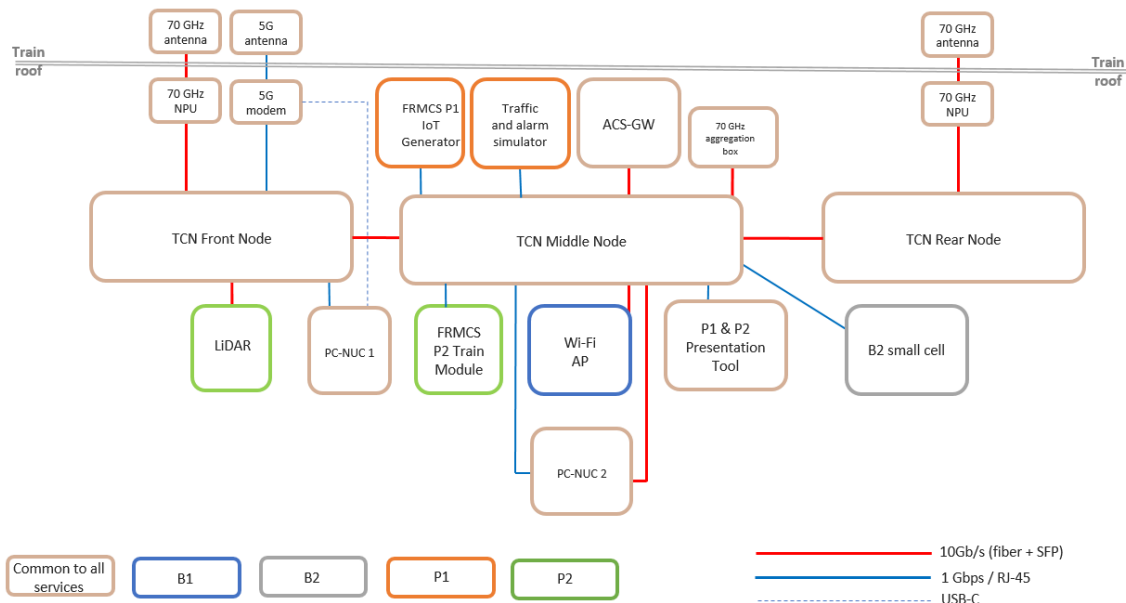 70 GHz
antenna
5G
antenna
70 GHz
antenna
Train
roof
Train
roof
70 GHz
NPU
5G
modem
FRMCS P1
IoT
Generator
Traffic
and alarm
simulator
ACS-GW
70 GHz
aggregation
box
70 GHz
NPU
TCN Front Node
TCN Middle Node
TCN Rear Node
LiDAR
PC-NUC 1
FRMCS
P2 Train
Module
Wi-Fi
AP
P1 & P2
Presentation
Tool
B2 small cell
PC-NUC 2
Common to all
services
B1
B2
P1
P2
10Gb/s (fiber + SFP)
1 Gbps / RJ-45
USB-C